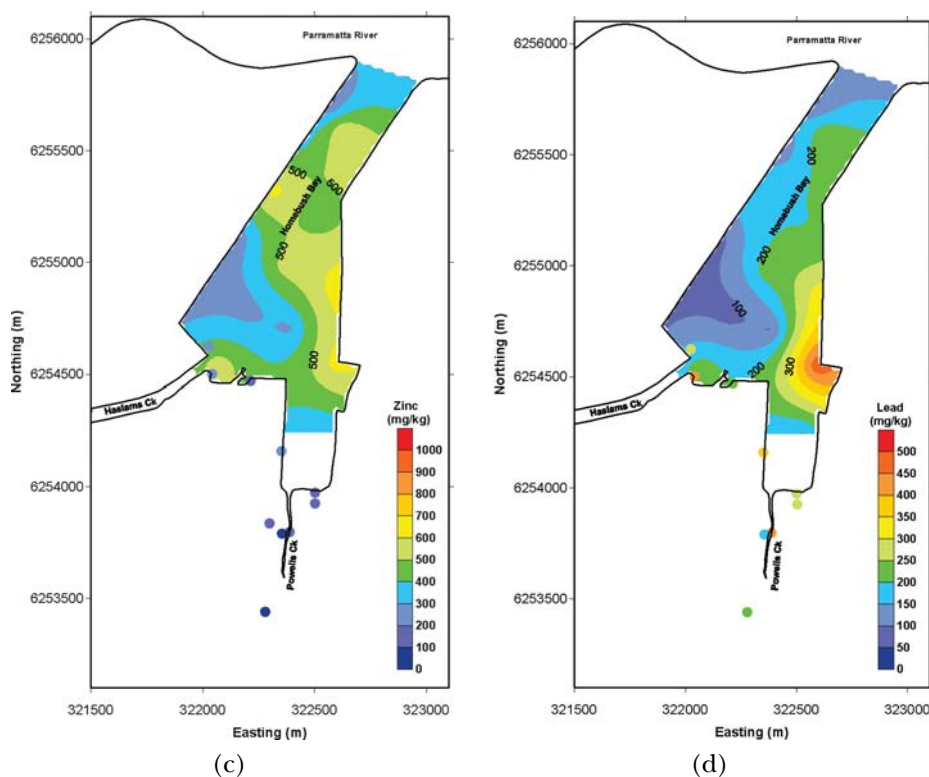 Parramatta River
6256000
6255500
6255000
6254500
6254000
6253500
Northing (m)
500
500
Homebush Bay
500
500
Haslams Ck
Powells Ck
Zinc
(mg/kg)
1000
900
800
700
600
500
400
300
200
100
0
321500
322000
322500
323000
Easting (m)
(c)
Parramatta River
6256000
6255500
6255000
6254500
6254000
6253500
Northing (m)
200
Homebush Bay
200
100
200
300
Haslams Ck
Powells Ck
Lead
(mg/kg)
500
450
400
350
300
250
200
150
100
50
0
321500
322000
322500
323000
Easting (m)
(d)